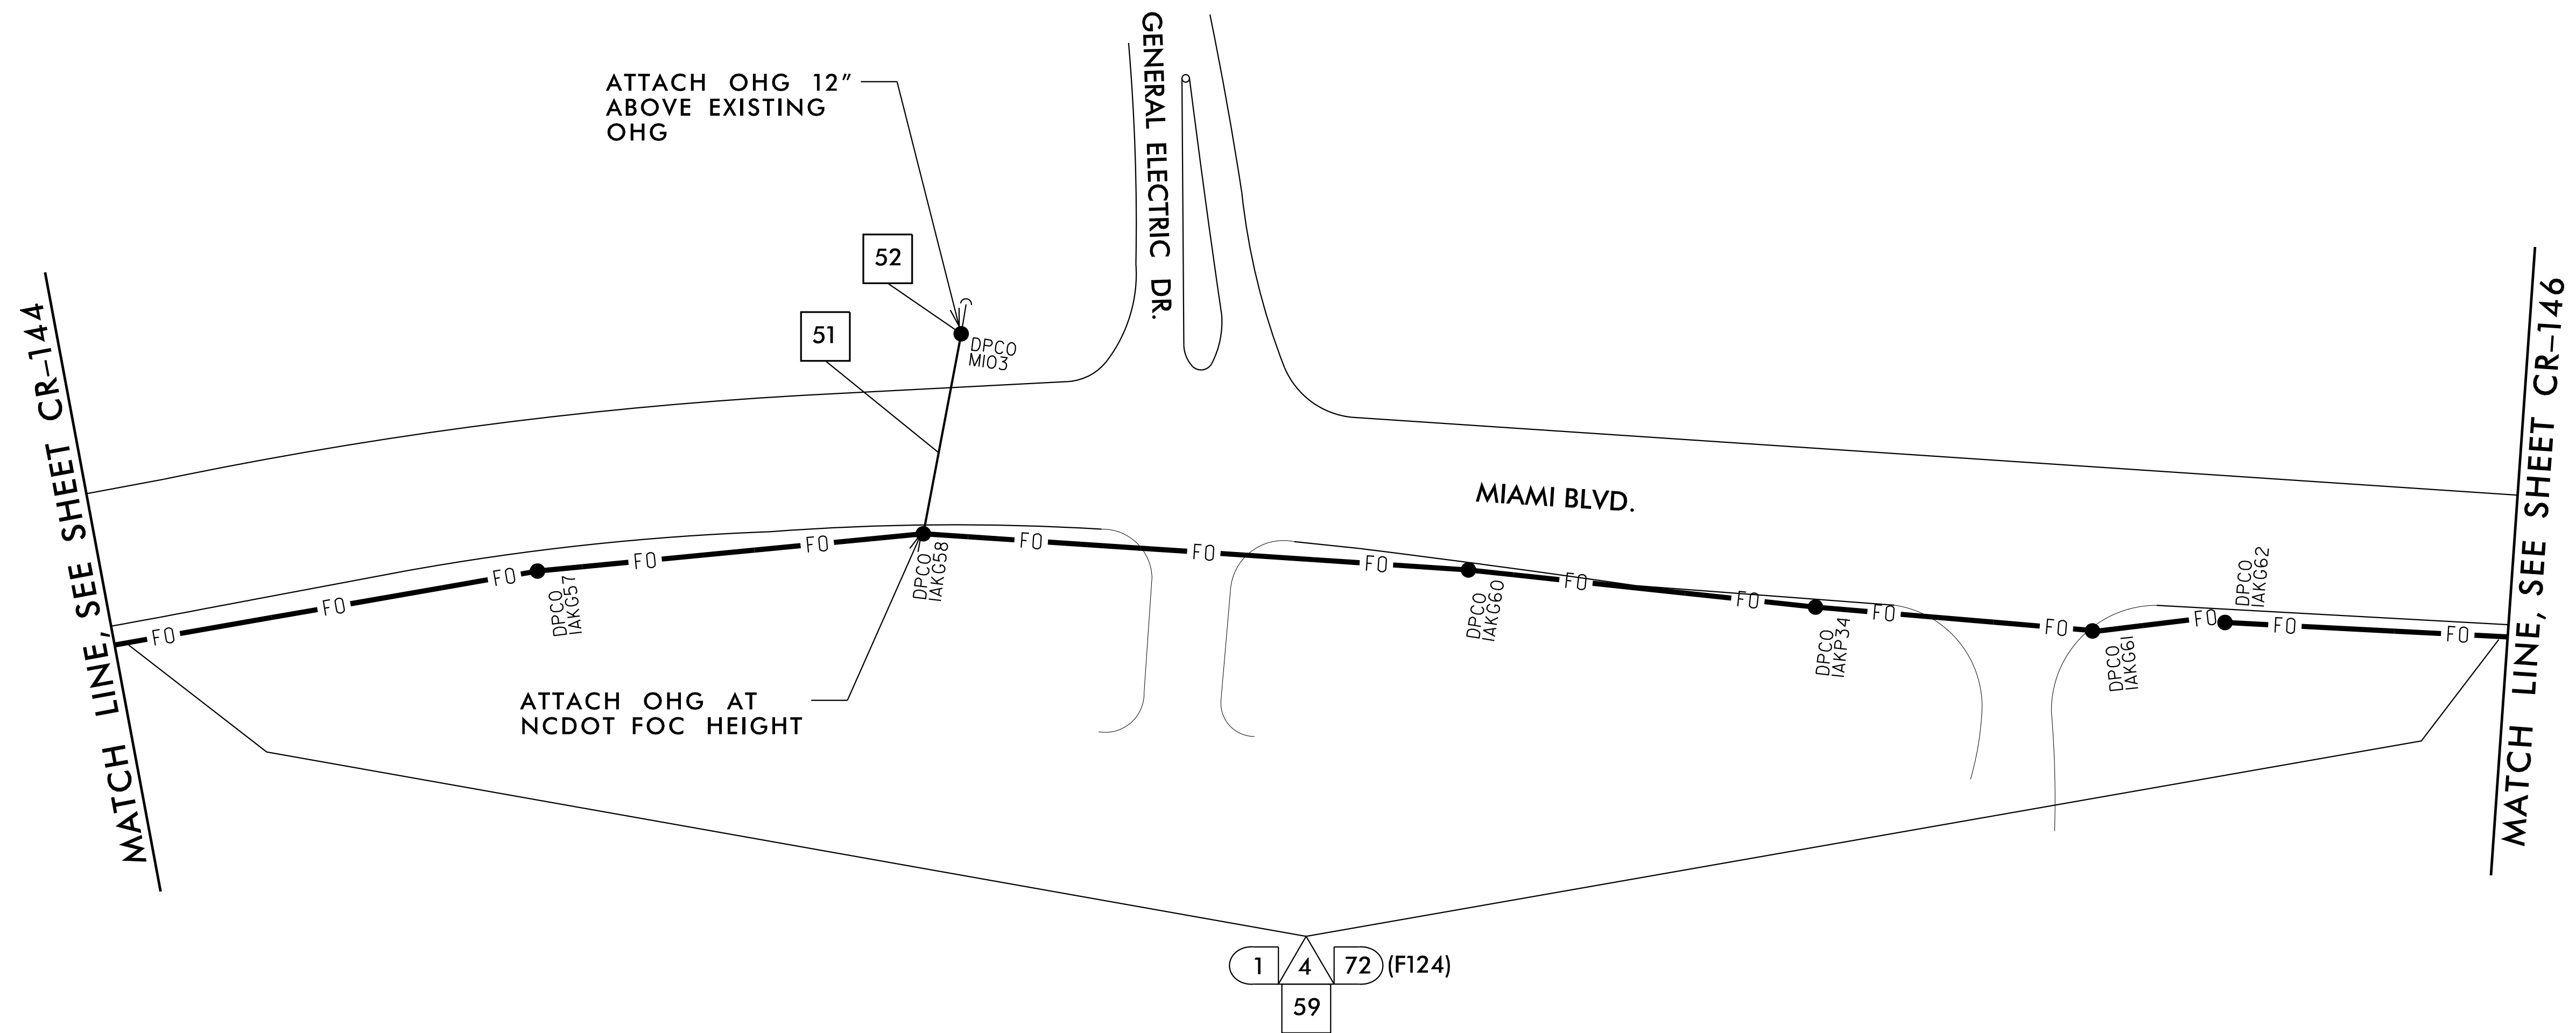 GENERAL ELECTRIC DR.
ATTACH OHG 12"
ABOVE EXISTING
OHG
52
51
DPCO
MI03
MATCH LINE, SEE SHEET CR-144
MATCH LINE, SEE SHEET CR-146
MIAMI BLVD.
FO
FO
DPCO
IAKG57
FO
FO
DPCO
IAKG58
FO
FO
FO
DPCO
IAKG60
FO
FO
DPCO
IAKP34
FO
FO
DPCO
IAKG61
FO
DPCO
IAKG62
FO
FO
ATTACH OHG AT
NCDOT FOC HEIGHT
1 4 72 (F124)
59